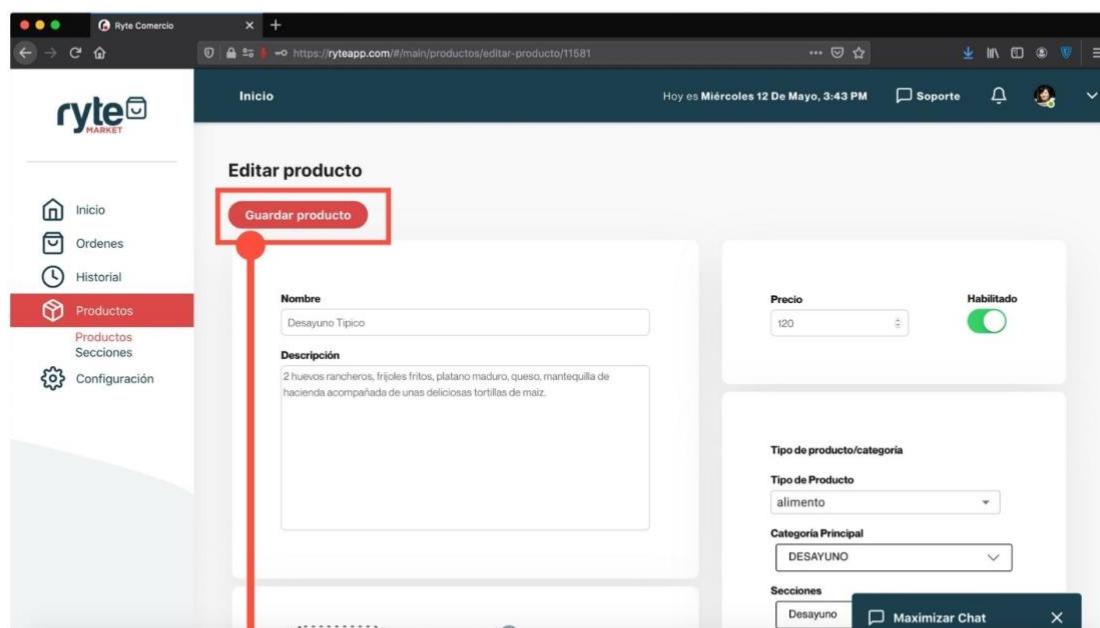 Ryte Comercio
https://ryteapp.com/#/main/productos/editar-producto/11581
ryte
MARKET
Inicio
Hoy es Miércoles 12 De Mayo, 3:43 PM
Soporte
Inicio
Ordenes
Historial
Productos
Productos
Secciones
Configuración
Editar producto
Guardar producto
Nombre
Desayuno Tipico
Descripción
2 huevos rancheros, frijoles fritos, platano maduro, queso, mantequilla de
hacienda acompañada de unas deliciosas tortillas de maiz.
Precio
120
Habilitado
Tipo de producto/categoría
Tipo de Producto
alimento
Categoría Principal
DESAYUNO
Secciones
Desayuno
Maximizar Chat